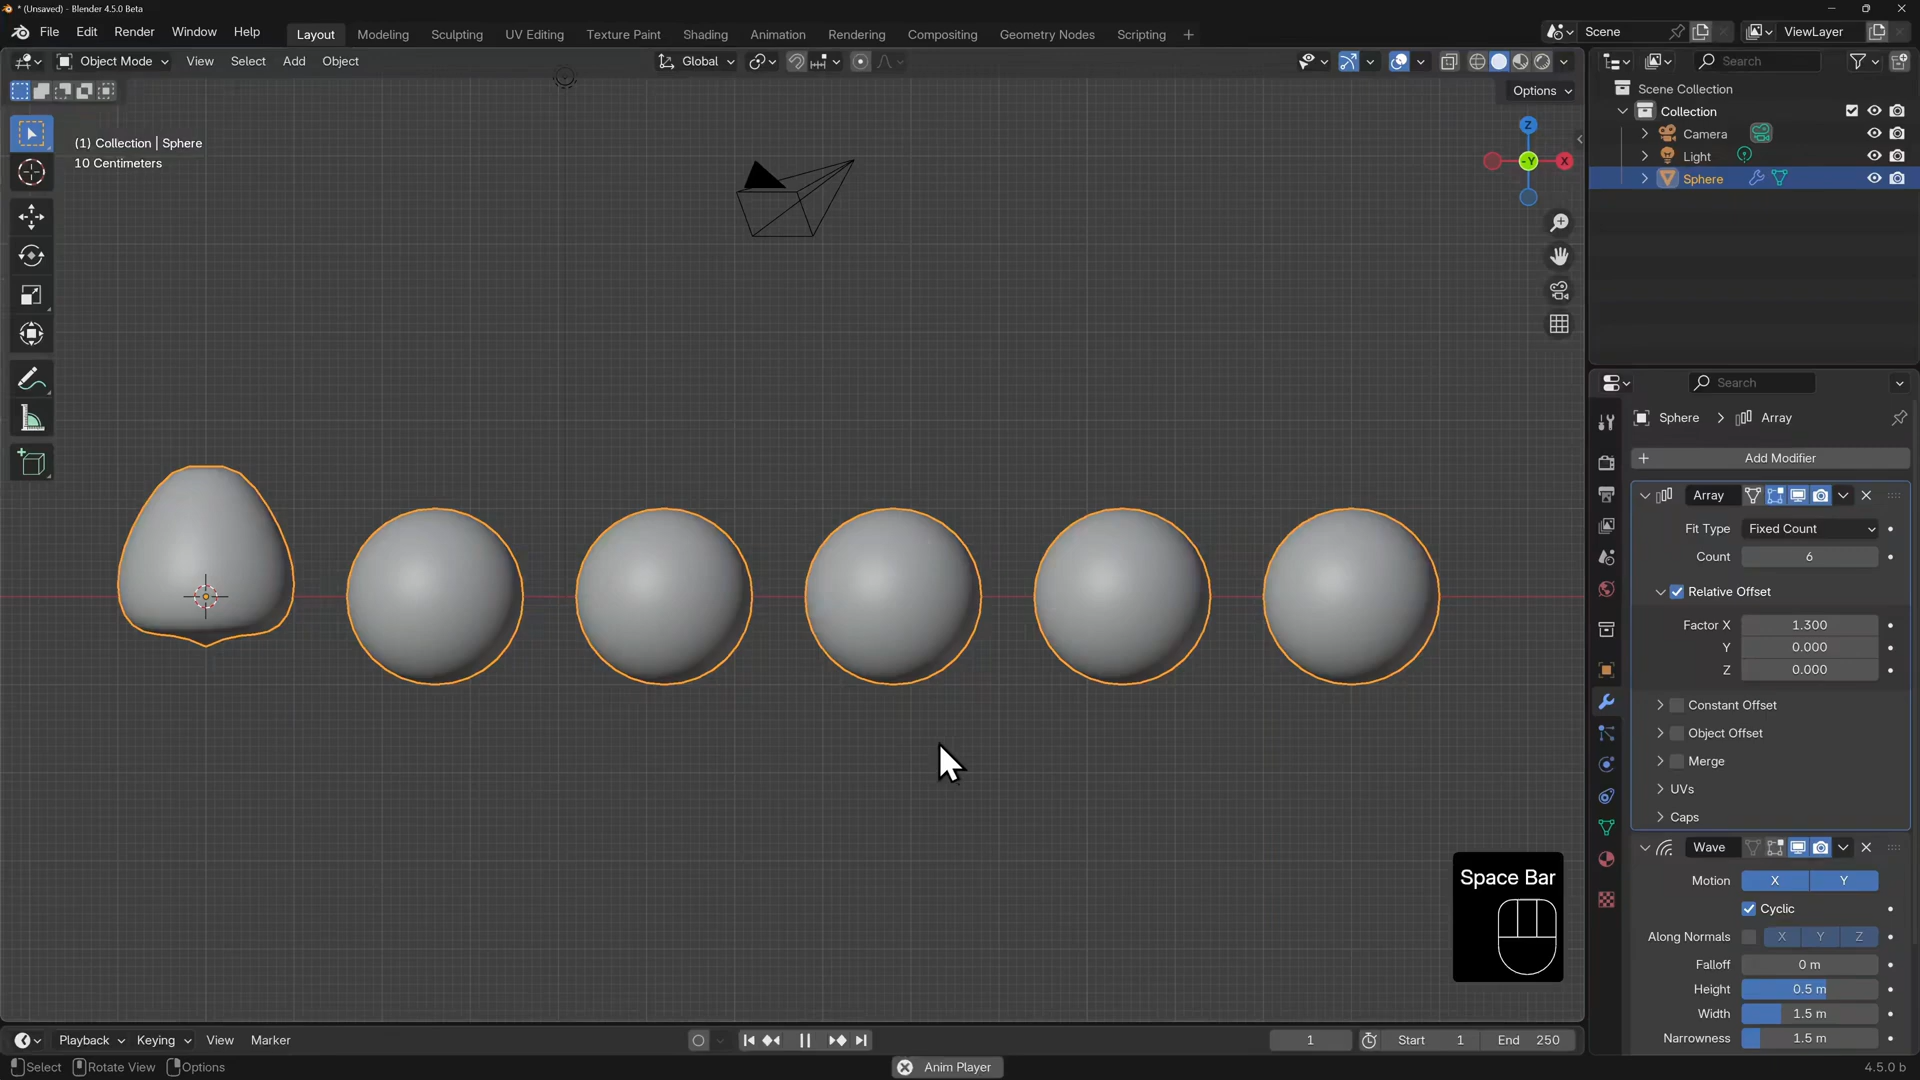 * (Unsaved) - Blender 4.5.0 Beta
File Edit Render Window Help
Layout Modeling Sculpting UV Editing Texture Paint Shading Animation Rendering Compositing Geometry Nodes Scripting +
Scene
ViewLayer
Object Mode View Select Add Object
Global
Options
Search
Scene Collection
Collection
Camera
Light
Sphere
(1) Collection | Sphere
10 Centimeters
Z
-Y
X
Search
Sphere > Array
+ Add Modifier
Array
Fit Type Fixed Count
Count 6
Relative Offset
Factor X 1.300
Y 0.000
Z 0.000
Constant Offset
Object Offset
Merge
UVs
Caps
Wave
Motion X Y
Cyclic
Along Normals X Y Z
Falloff 0 m
Height 0.5 m
Width 1.5 m
Narrowness 1.5 m
Space Bar
Playback Keying View Marker
1 Start 1 End 250
Select Rotate View Options
Anim Player
4.5.0 b